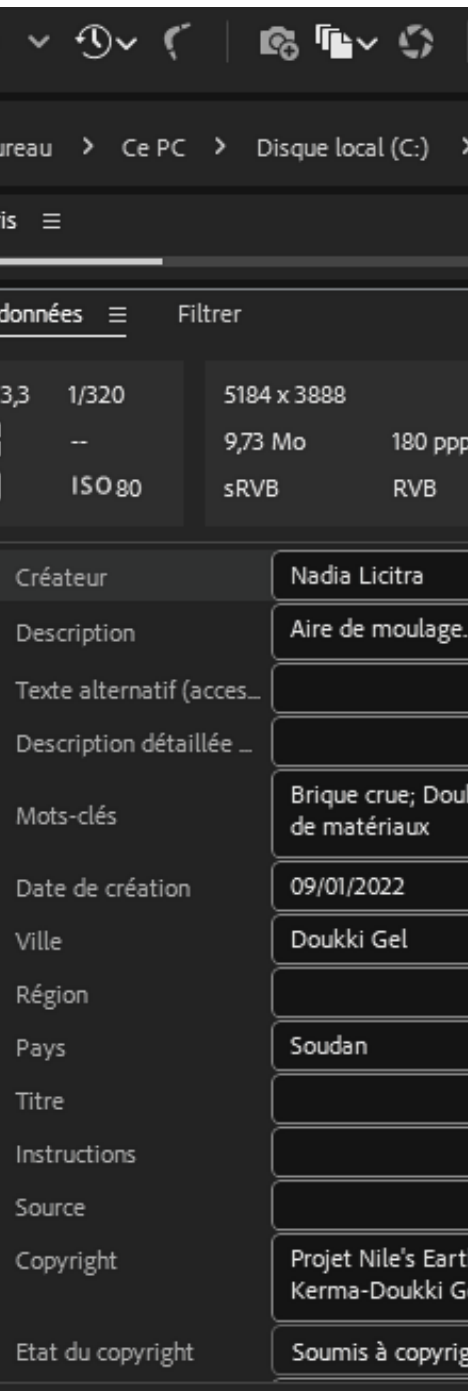 ureau > Ce PC > Disque local (C:) >
is
données Filtrer
3,3 1/320 5184 x 3888
-- 9,73 Mo 180 ppp
ISO 80 sRVB RVB
Créateur Nadia Licitra
Description Aire de moulage.
Texte alternatif (acces...
Description détaillée ...
Mots-clés Brique crue; Douk
de matériaux
Date de création 09/01/2022
Ville Doukki Gel
Région
Pays Soudan
Titre
Instructions
Source
Copyright Projet Nile's Eart
Kerma-Doukki Ge
Etat du copyright Soumis à copyrig